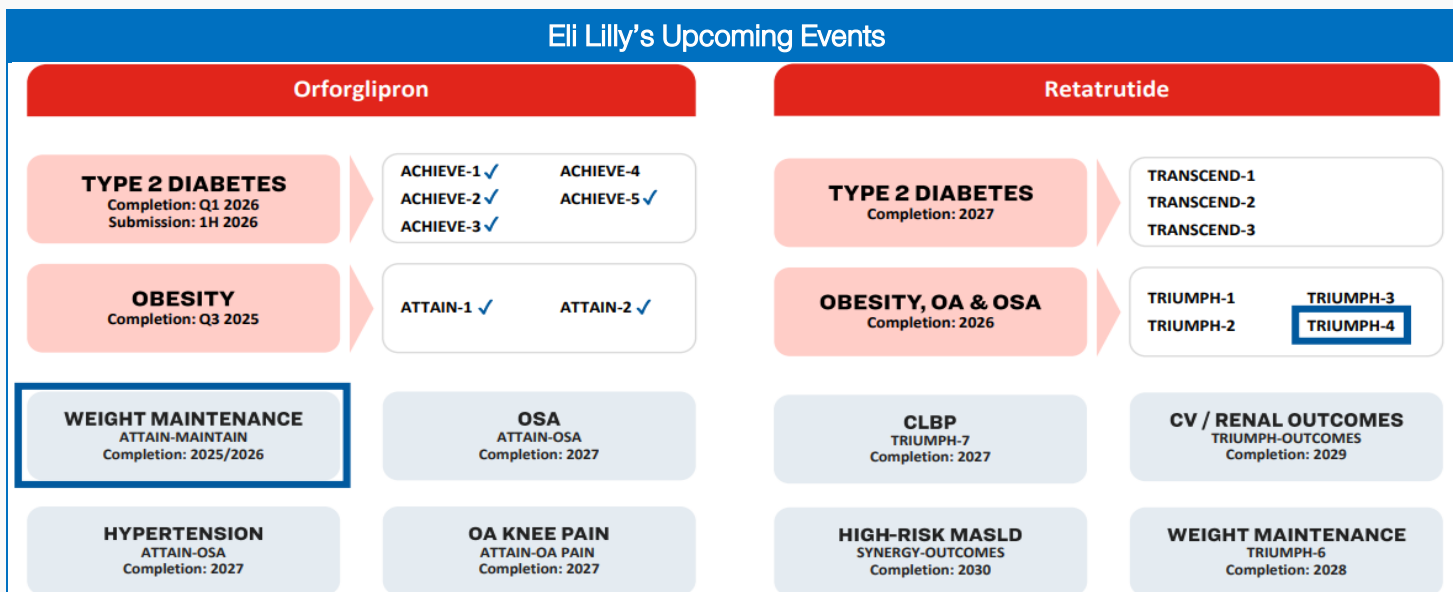 Eli Lilly's Upcoming Events
Orforglipron
TYPE 2 DIABETES
Completion: Q1 2026
Submission: 1H 2026
ACHIEVE-1 ✓
ACHIEVE-4
ACHIEVE-2 ✓
ACHIEVE-5 ✓
ACHIEVE-3 ✓
OBESITY
Completion: Q3 2025
ATTAIN-1 ✓
ATTAIN-2 ✓
WEIGHT MAINTENANCE
ATTAIN-MAINTAIN
Completion: 2025/2026
OSA
ATTAIN-OSA
Completion: 2027
HYPERTENSION
ATTAIN-OSA
Completion: 2027
OA KNEE PAIN
ATTAIN-OA PAIN
Completion: 2027
Retatrutide
TYPE 2 DIABETES
Completion: 2027
TRANSCEND-1
TRANSCEND-2
TRANSCEND-3
OBESITY, OA & OSA
Completion: 2026
TRIUMPH-1
TRIUMPH-3
TRIUMPH-2
TRIUMPH-4
CLBP
TRIUMPH-7
Completion: 2027
CV / RENAL OUTCOMES
TRIUMPH-OUTCOMES
Completion: 2029
HIGH-RISK MASLD
SYNERGY-OUTCOMES
Completion: 2030
WEIGHT MAINTENANCE
TRIUMPH-6
Completion: 2028